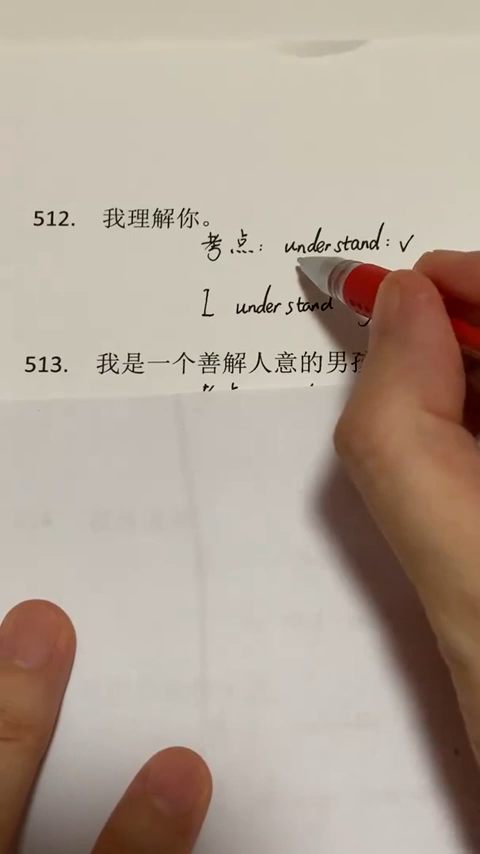 512. 我理解你。
考点: understand: v
I understand
513. 我是一个善解人意的男孩